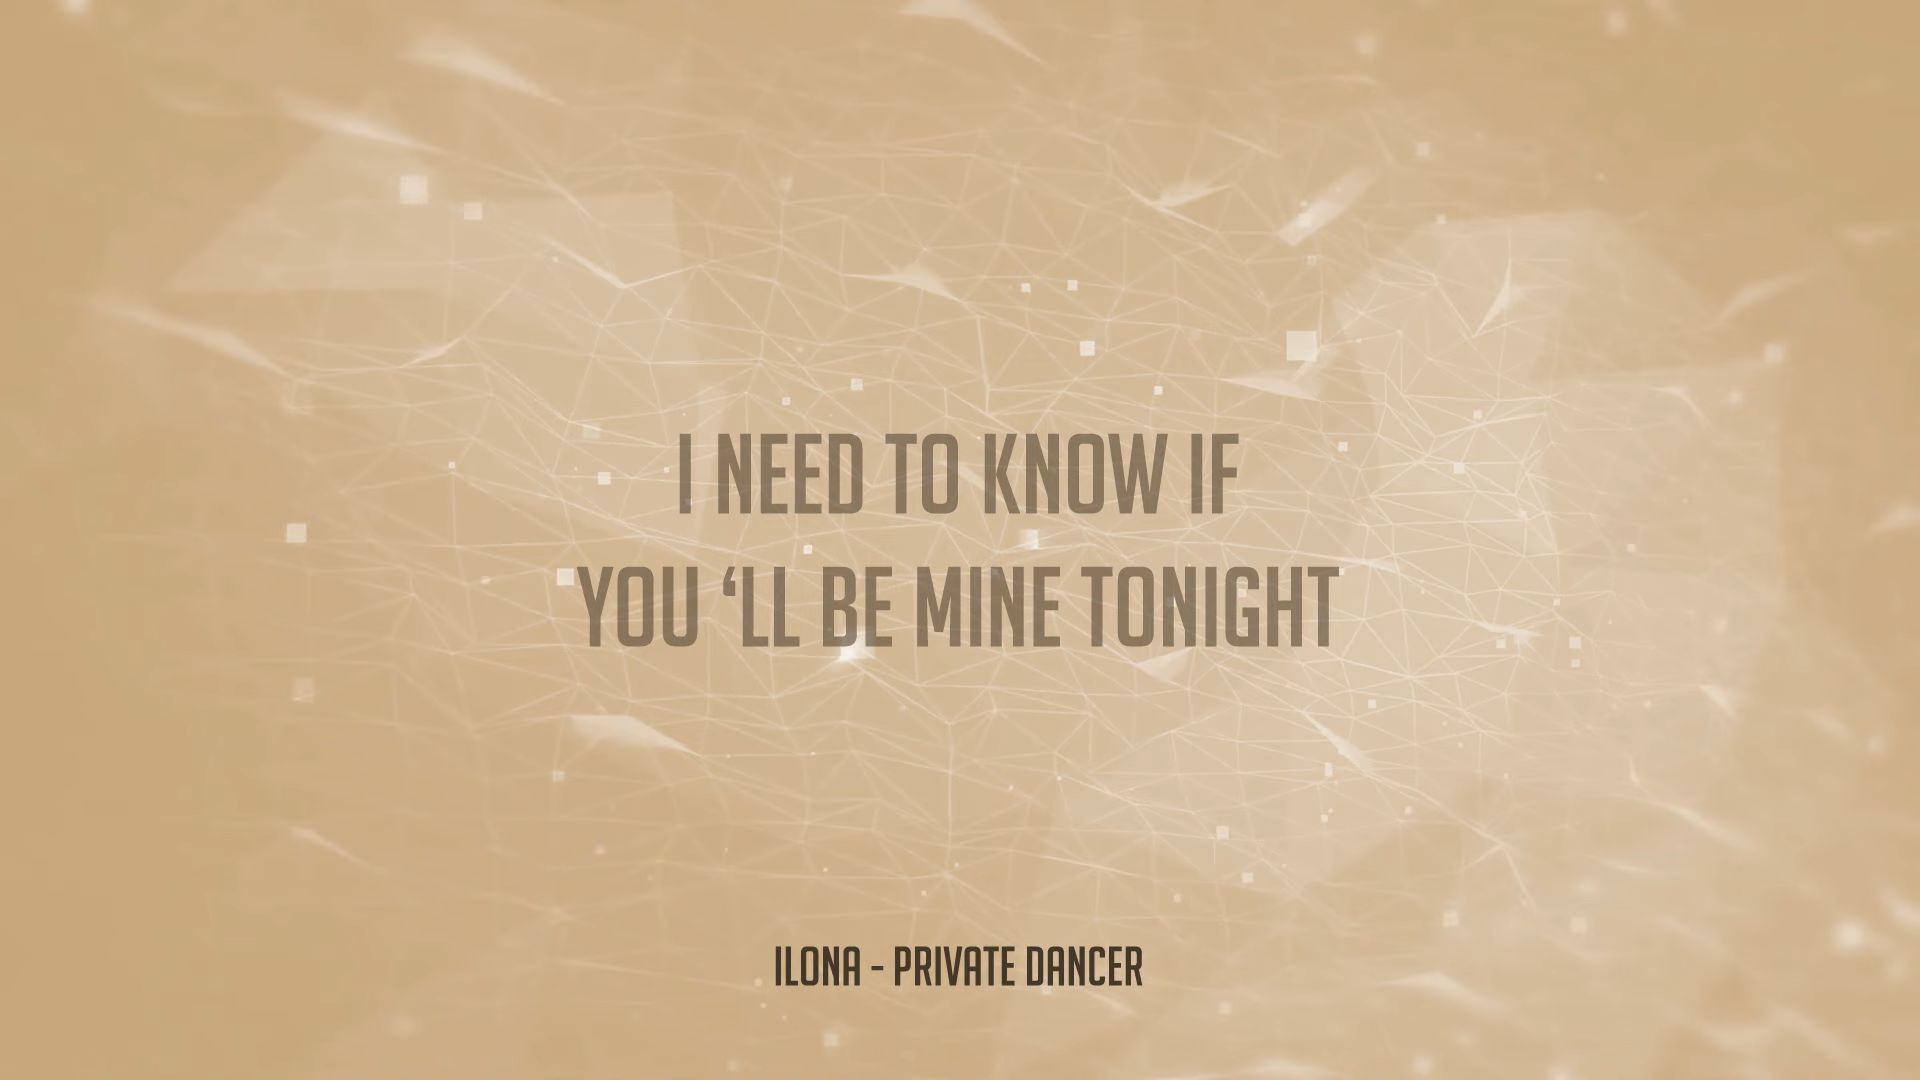 I NEED TO KNOW IF
YOU ‘LL BE MINE TONIGHT
ILONA - PRIVATE DANCER